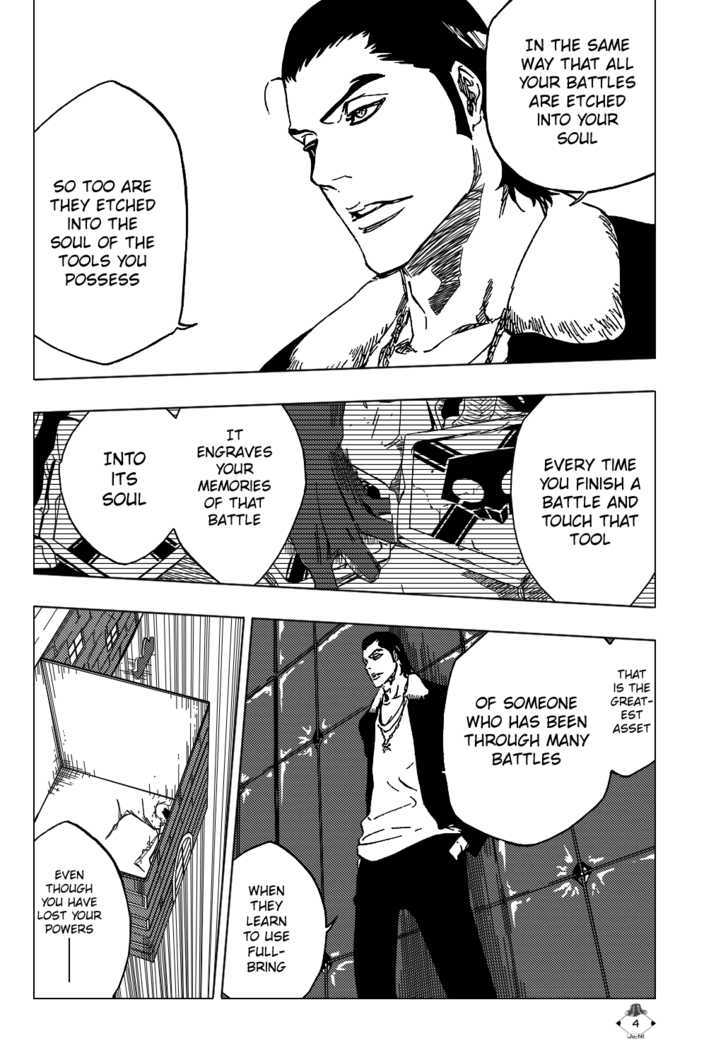 IN THE SAME
WAY THAT ALL
YOUR BATTLES
ARE ETCHED
INTO YOUR
SOUL
SO TOO ARE
THEY ETCHED
INTO THE
SOUL OF THE
TOOLS YOU
POSSESS
EVERY TIME
YOU FINISH A
BATTLE AND
TOUCH THAT
TOOL
IT
ENGRAVES
YOUR
MEMORIES
OF THAT
BATTLE
INTO
ITS
SOUL
THAT
IS THE
GREAT-
EST
ASSET
OF SOMEONE
WHO HAS BEEN
THROUGH MANY
BATTLES
WHEN
THEY
LEARN
TO USE
FULL-
BRING
EVEN
THOUGH
YOU HAVE
LOST YOUR
POWERS
4